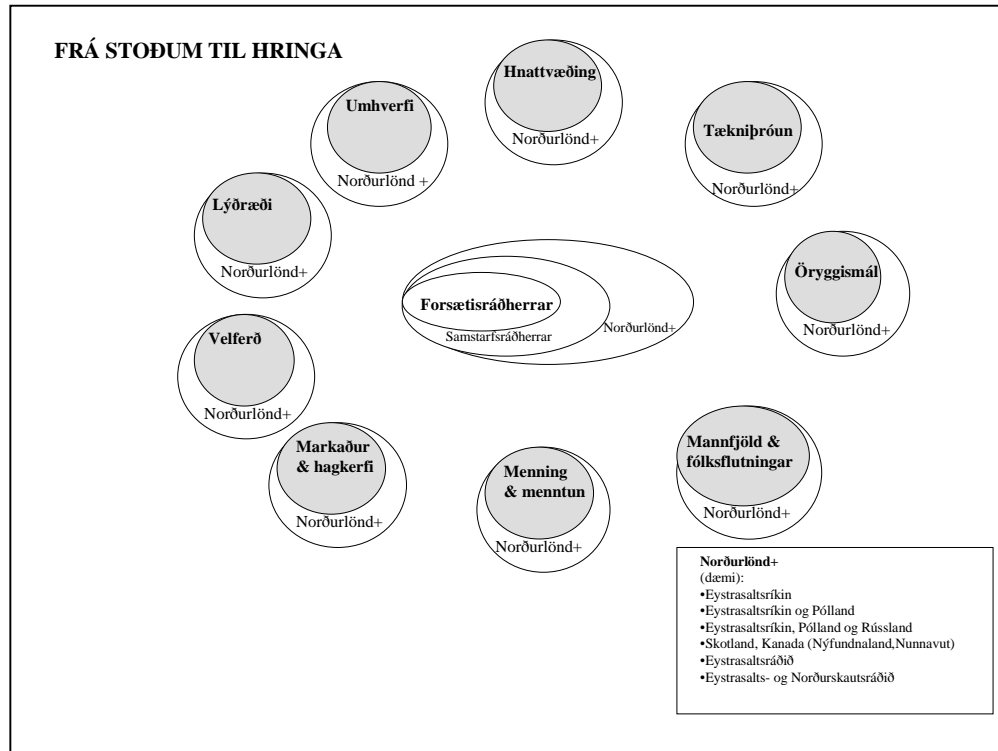 FRÁ STOÐUM TIL HRINGA
Hnattvæðing
Norðurlönd+
Umhverfi
Norðurlönd +
Tækniþróun
Norðurlönd+
Lýðræði
Norðurlönd+
Öryggismál
Norðurlönd+
Forsætisráðherrar
Samstarfsráðherrar
Norðurlönd+
Velferð
Norðurlönd+
Markaður
& hagkerfi
Norðurlönd+
Menning
& menntun
Norðurlönd+
Mannfjöld &
fólksflutningar
Norðurlönd+
Norðurlönd+
(dæmi):
•Eystrasaltsríkin
•Eystrasaltsríkin og Pólland
•Eystrasaltsríkin, Pólland og Rússland
•Skotland, Kanada (Nýfundnaland,Nunnavut)
•Eystrasaltsráðið
•Eystrasalts- og Norðurskautsráðið